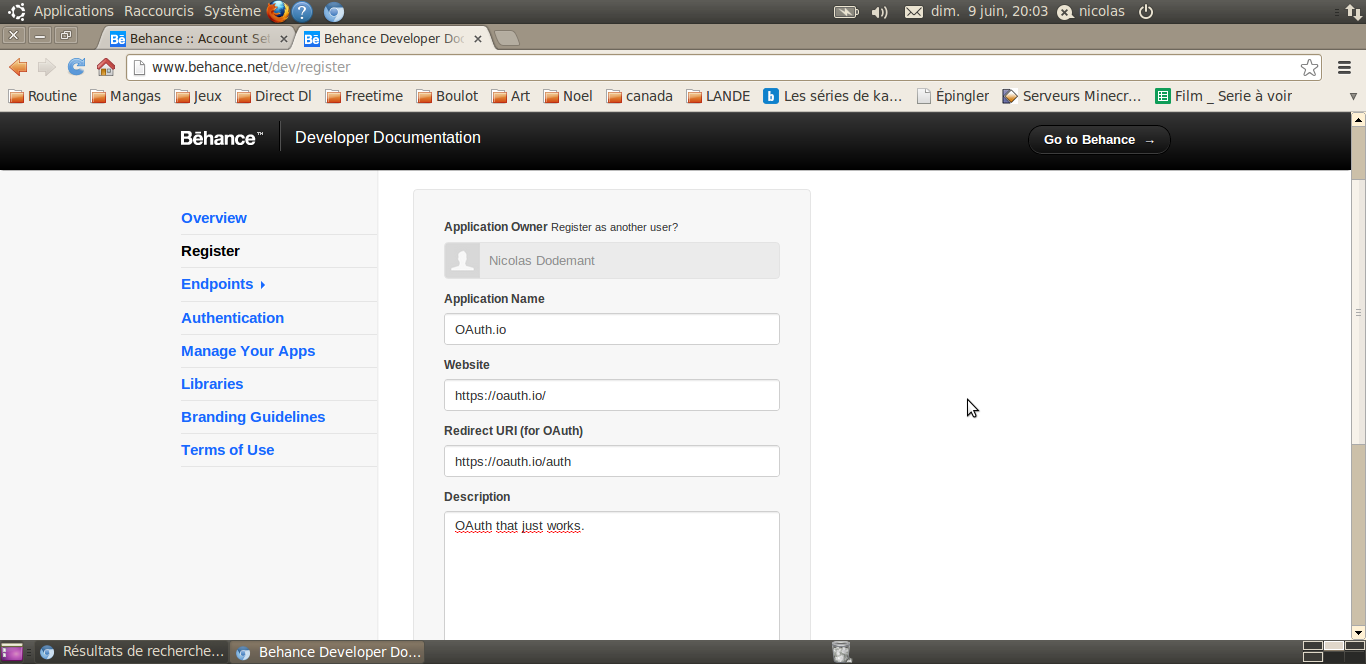 Applications Raccourcis Système dim. 9 juin, 20:03 nicolas
Behance :: Account Se Behance Developer Do
www.behance.net/dev/register
Routine Mangas Jeux Direct Dl Freetime Boulot Art Noel canada LANDE Les séries de ka... Épingler Serveurs Minecr... Film _ Serie à voir
Bēhance™ Developer Documentation Go to Behance →
Overview
Register
Endpoints
Authentication
Manage Your Apps
Libraries
Branding Guidelines
Terms of Use
Application Owner Register as another user?
Nicolas Dodemant
Application Name
OAuth.io
Website
https://oauth.io/
Redirect URI (for OAuth)
https://oauth.io/auth
Description
OAuth that just works.
Résultats de recherche... Behance Developer Do...